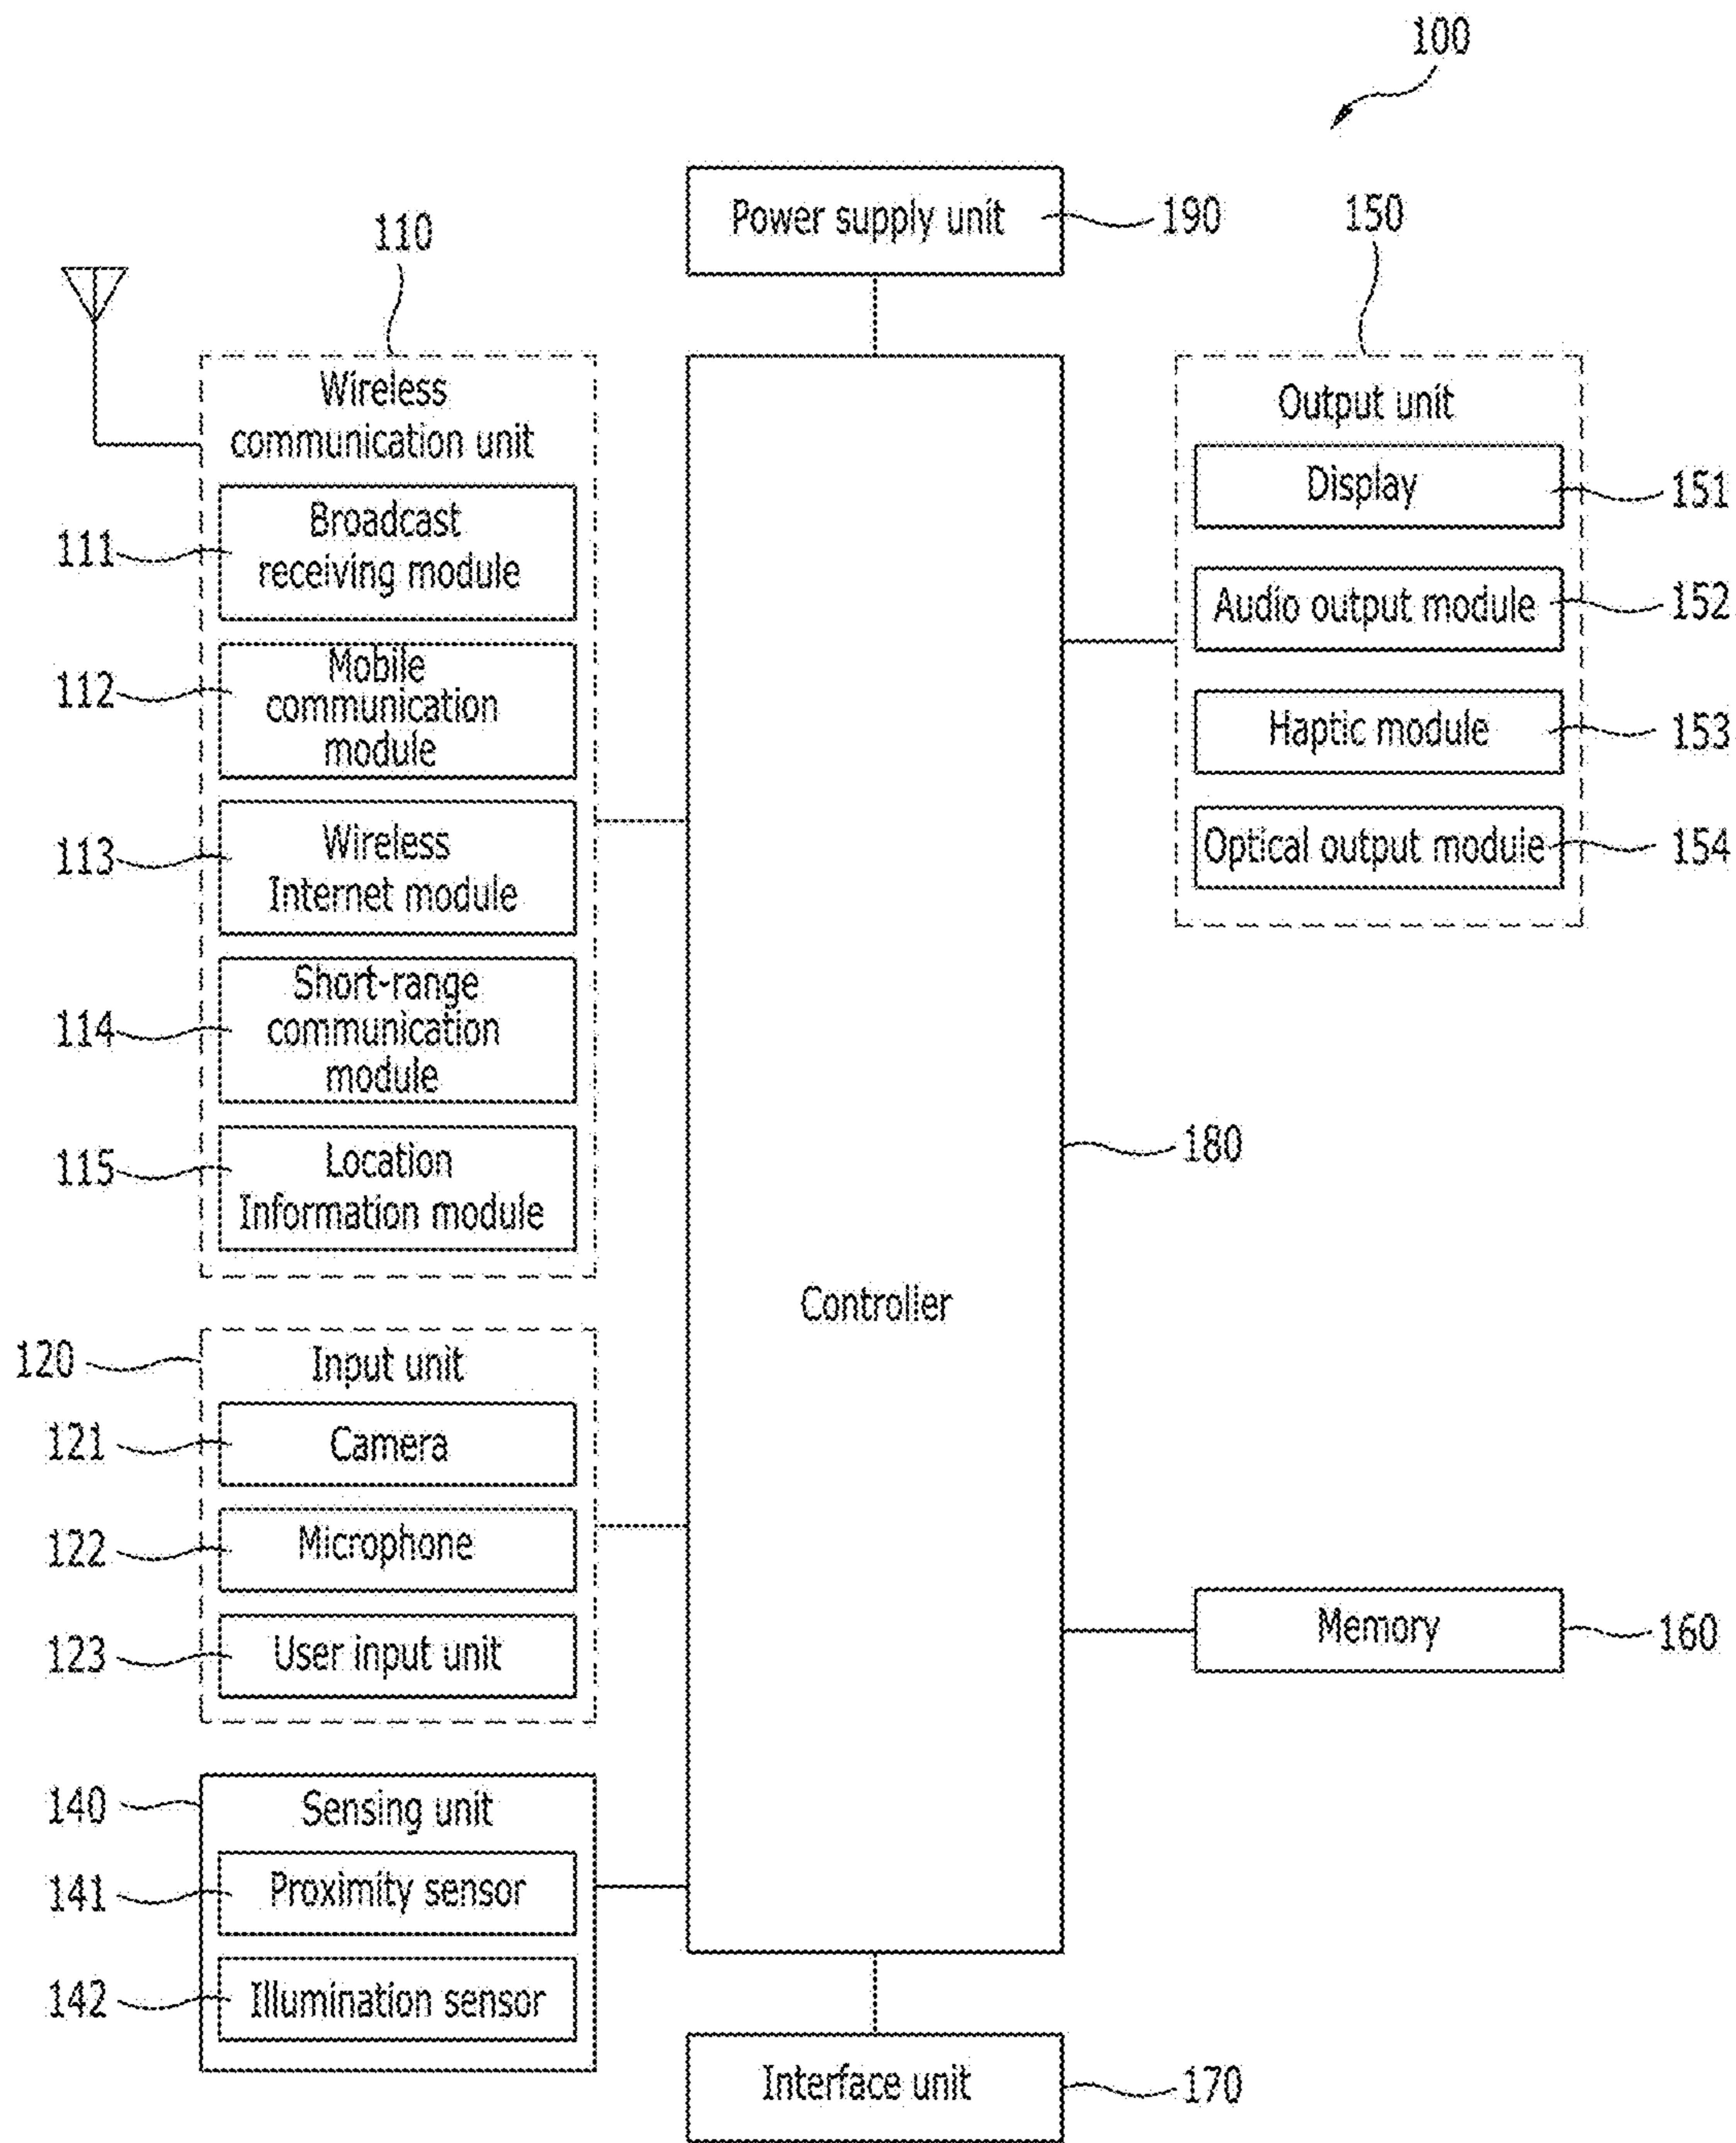 100
Power supply unit
190
110
Wireless
communication unit
111
Broadcast
receiving module
112
Mobile
communication
module
113
Wireless
Internet module
114
Short-range
communication
module
115
Location
Information module
120
Input unit
121
Camera
122
Microphone
123
User input unit
140
Sensing unit
141
Proximity sensor
142
Illumination sensor
Controller
180
150
Output unit
Display
151
Audio output module
152
Haptic module
153
Optical output module
154
Memory
160
Interface unit
170